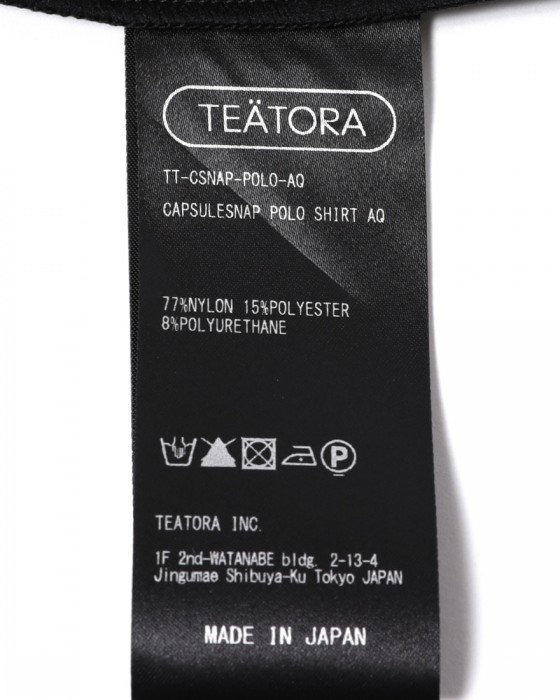 TEÄTORA
TT-CSNAP-POLO-AQ
CAPSULESNAP POLO SHIRT AQ
77%NYLON 15%POLYESTER
8%POLYURETHANE
P
TEATORA INC.
1F 2nd-WATANABE bldg. 2-13-4
Jingumae Shibuya-Ku Tokyo JAPAN
MADE IN JAPAN